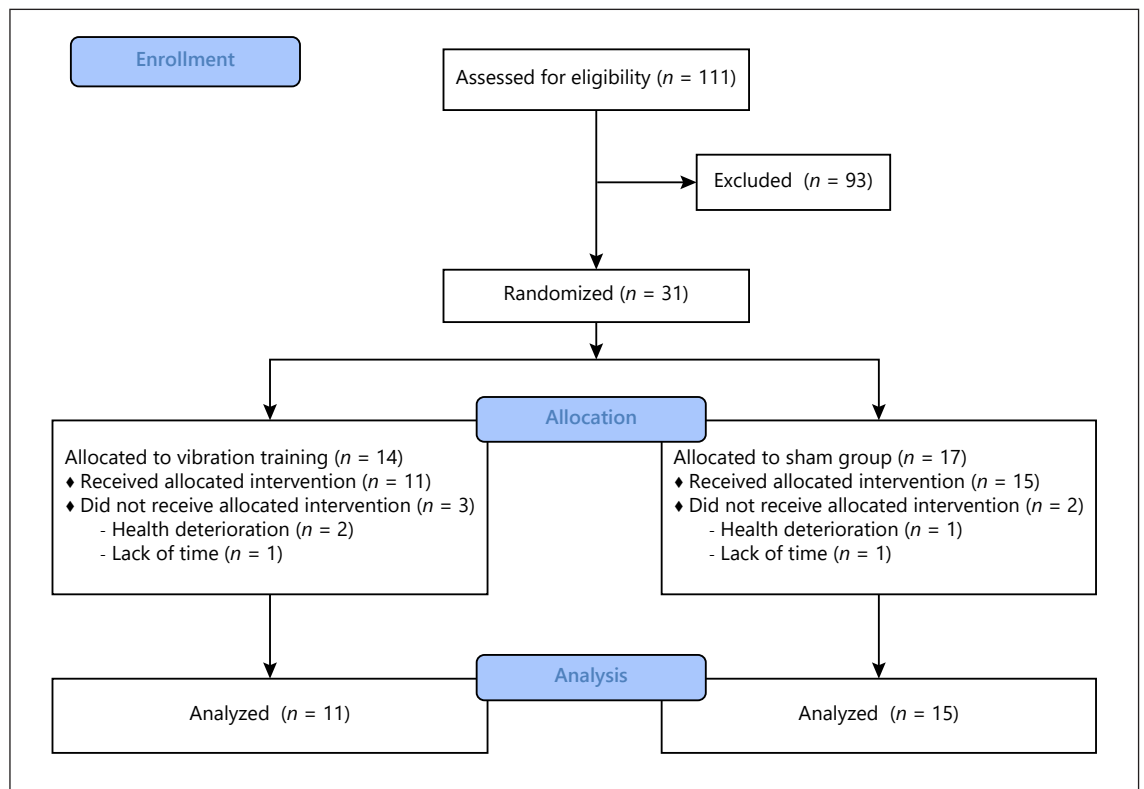 Enrollment
Assessed for eligibility (n = 111)
Excluded (n = 93)
Randomized (n = 31)
Allocation
Allocated to vibration training (n = 14)
♦ Received allocated intervention (n = 11)
♦ Did not receive allocated intervention (n = 3)
- Health deterioration (n = 2)
- Lack of time (n = 1)
Allocated to sham group (n = 17)
♦ Received allocated intervention (n = 15)
♦ Did not receive allocated intervention (n = 2)
- Health deterioration (n = 1)
- Lack of time (n = 1)
Analysis
Analyzed (n = 11)
Analyzed (n = 15)